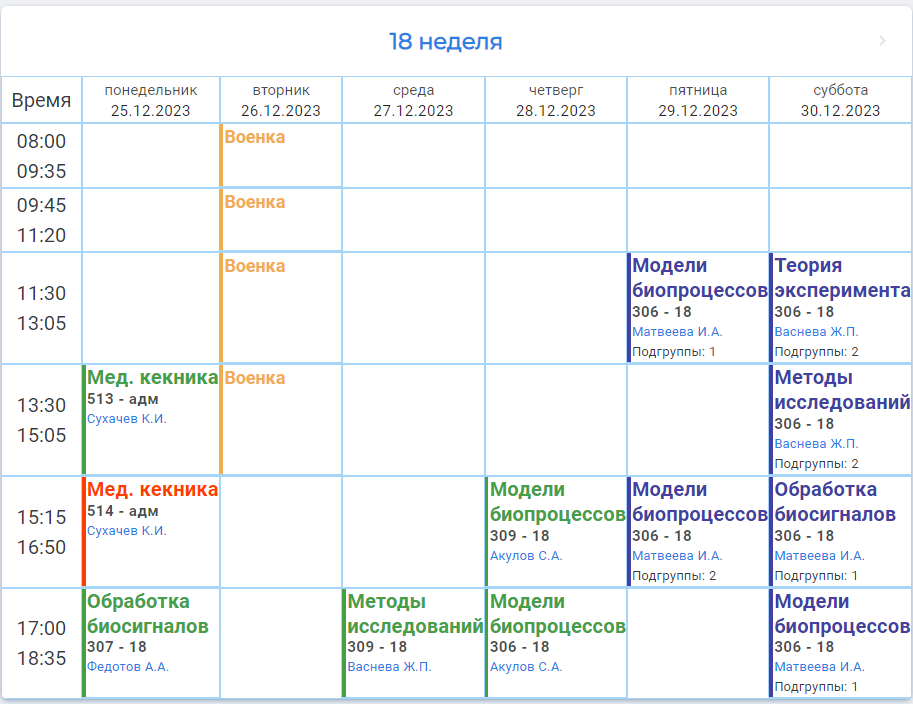 18 неделя
Время
понедельник
25.12.2023
вторник
26.12.2023
среда
27.12.2023
четверг
28.12.2023
пятница
29.12.2023
суббота
30.12.2023
08:00
09:35
Военка
09:45
11:20
Военка
11:30
13:05
Военка
Модели
биопроцессов
306 - 18
Матвеева И.А.
Подгруппы: 1
Теория
эксперимента
306 - 18
Васнева Ж.П.
Подгруппы: 2
13:30
15:05
Мед. кекника
513 - адм
Сухачев К.И.
Военка
Методы
исследований
306 - 18
Васнева Ж.П.
Подгруппы: 2
15:15
16:50
Мед. кекника
514 - адм
Сухачев К.И.
Модели
биопроцессов
309 - 18
Акулов С.А.
Модели
биопроцессов
306 - 18
Матвеева И.А.
Подгруппы: 2
Обработка
биосигналов
306 - 18
Матвеева И.А.
Подгруппы: 1
17:00
18:35
Обработка
биосигналов
307 - 18
Федотов А.А.
Методы
исследований
309 - 18
Васнева Ж.П.
Модели
биопроцессов
306 - 18
Акулов С.А.
Модели
биопроцессов
306 - 18
Матвеева И.А.
Подгруппы: 1